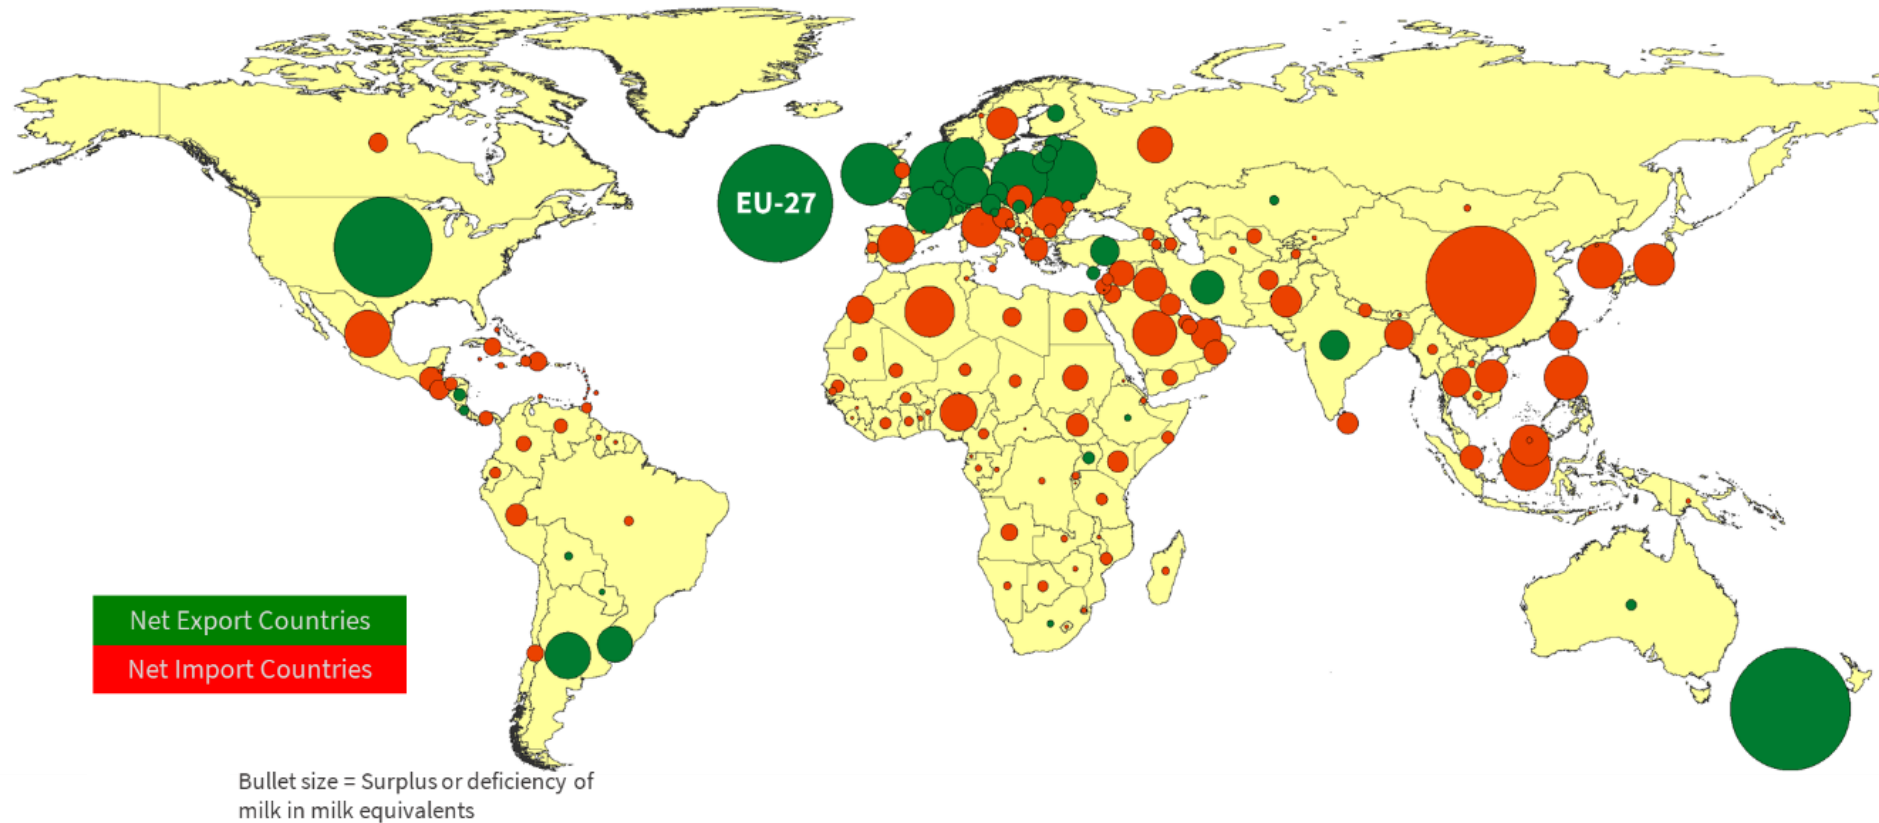 EU-27
Net Export Countries
Net Import Countries
Bullet size = Surplus or deficiency of
milk in milk equivalents